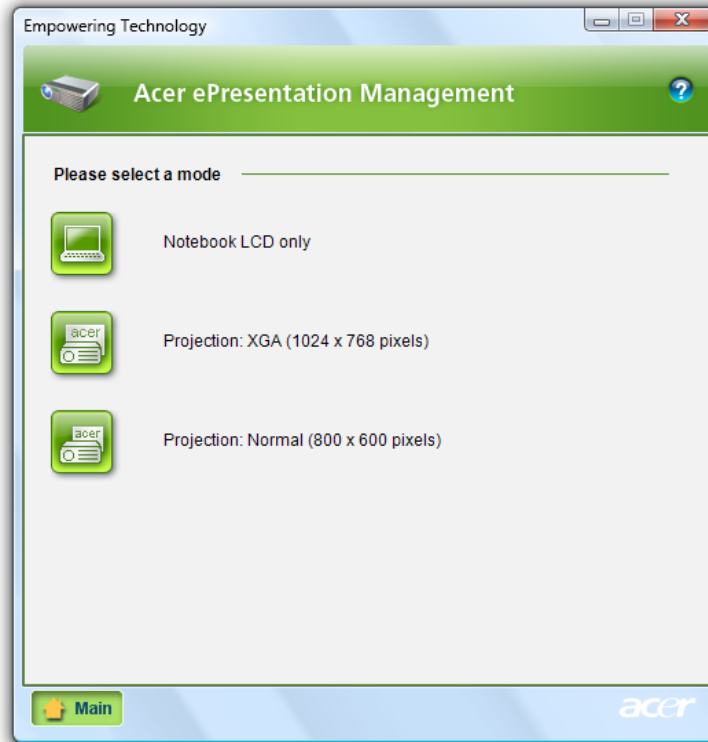 Empowering Technology
Acer ePresentation Management
?
Please select a mode
Notebook LCD only
acer
Projection: XGA (1024 x 768 pixels)
acer
Projection: Normal (800 x 600 pixels)
Main
acer